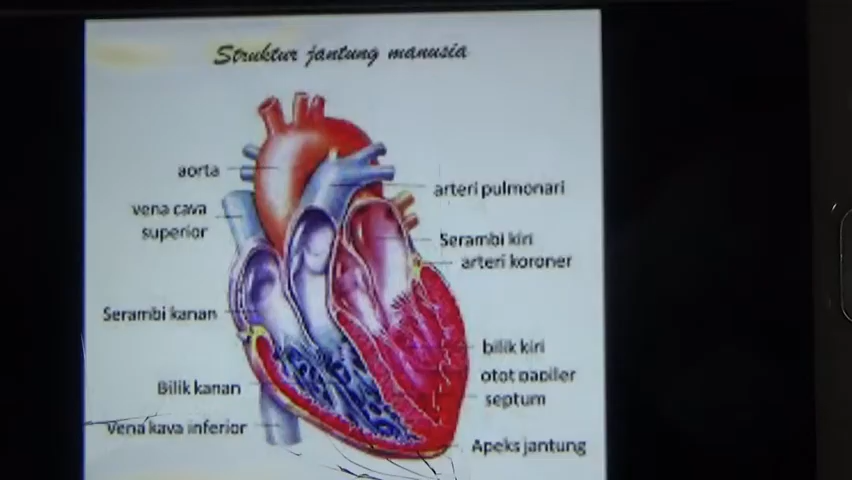 Struktur jantung manusia
aorta
arteri pulmonari
vena cava
superior
Serambi kiri
arteri koroner
Serambi kanan
bilik kiri
otot papiler
Bilik kanan
septum
Vena kava inferior
Apeks jantung